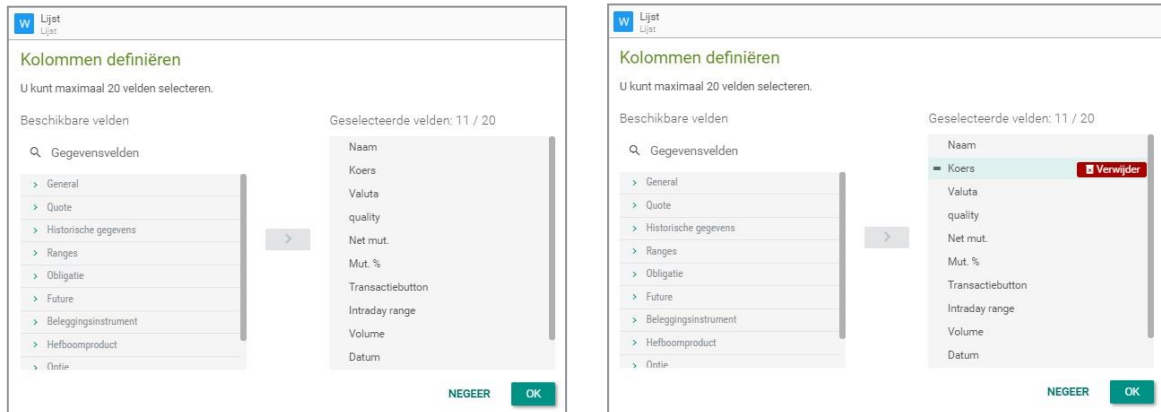 W Lijst
Lijst
Kolommen definiëren
U kunt maximaal 20 velden selecteren.
Beschikbare velden
Gegevensvelden
General
Quote
Historische gegevens
Ranges
Obligatie
Future
Beleggingsinstrument
Hefboomproduct
Optie
Geselecteerde velden: 11 / 20
Naam
Koers
Valuta
quality
Net mut.
Mut. %
Transactiebutton
Intraday range
Volume
Datum
NEGEER OK
W Lijst
Lijst
Kolommen definiëren
U kunt maximaal 20 velden selecteren.
Beschikbare velden
Gegevensvelden
General
Quote
Historische gegevens
Ranges
Obligatie
Future
Beleggingsinstrument
Hefboomproduct
Optie
Geselecteerde velden: 11 / 20
Naam
Koers Verwijder
Valuta
quality
Net mut.
Mut. %
Transactiebutton
Intraday range
Volume
Datum
NEGEER OK